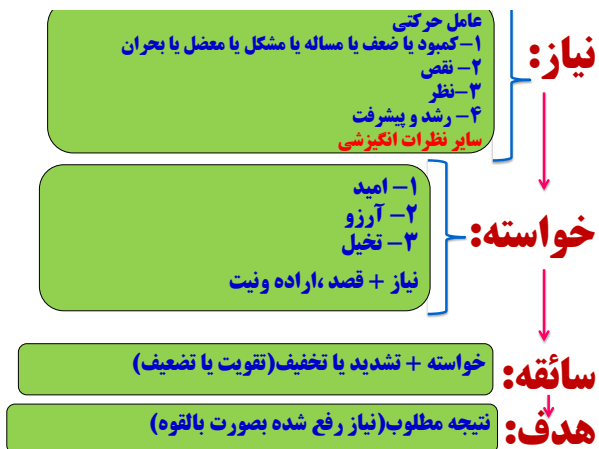 نیاز:
عامل حرکتی
۱-کمبود یا ضعف یا مساله یا مشکل یا معضل یا بحران
۲- نقص
۳-نظر
۴- رشد و پیشرفت
سایر نظرات انگیزشی
خواسته:
۱- امید
۲- آرزو
۳- تخیل
نیاز + قصد ،اراده ونیت
سائقه:
خواسته + تشدید یا تخفیف(تقویت یا تضعیف)
هدف:
نتیجه مطلوب(نیاز رفع شده بصورت بالقوه)